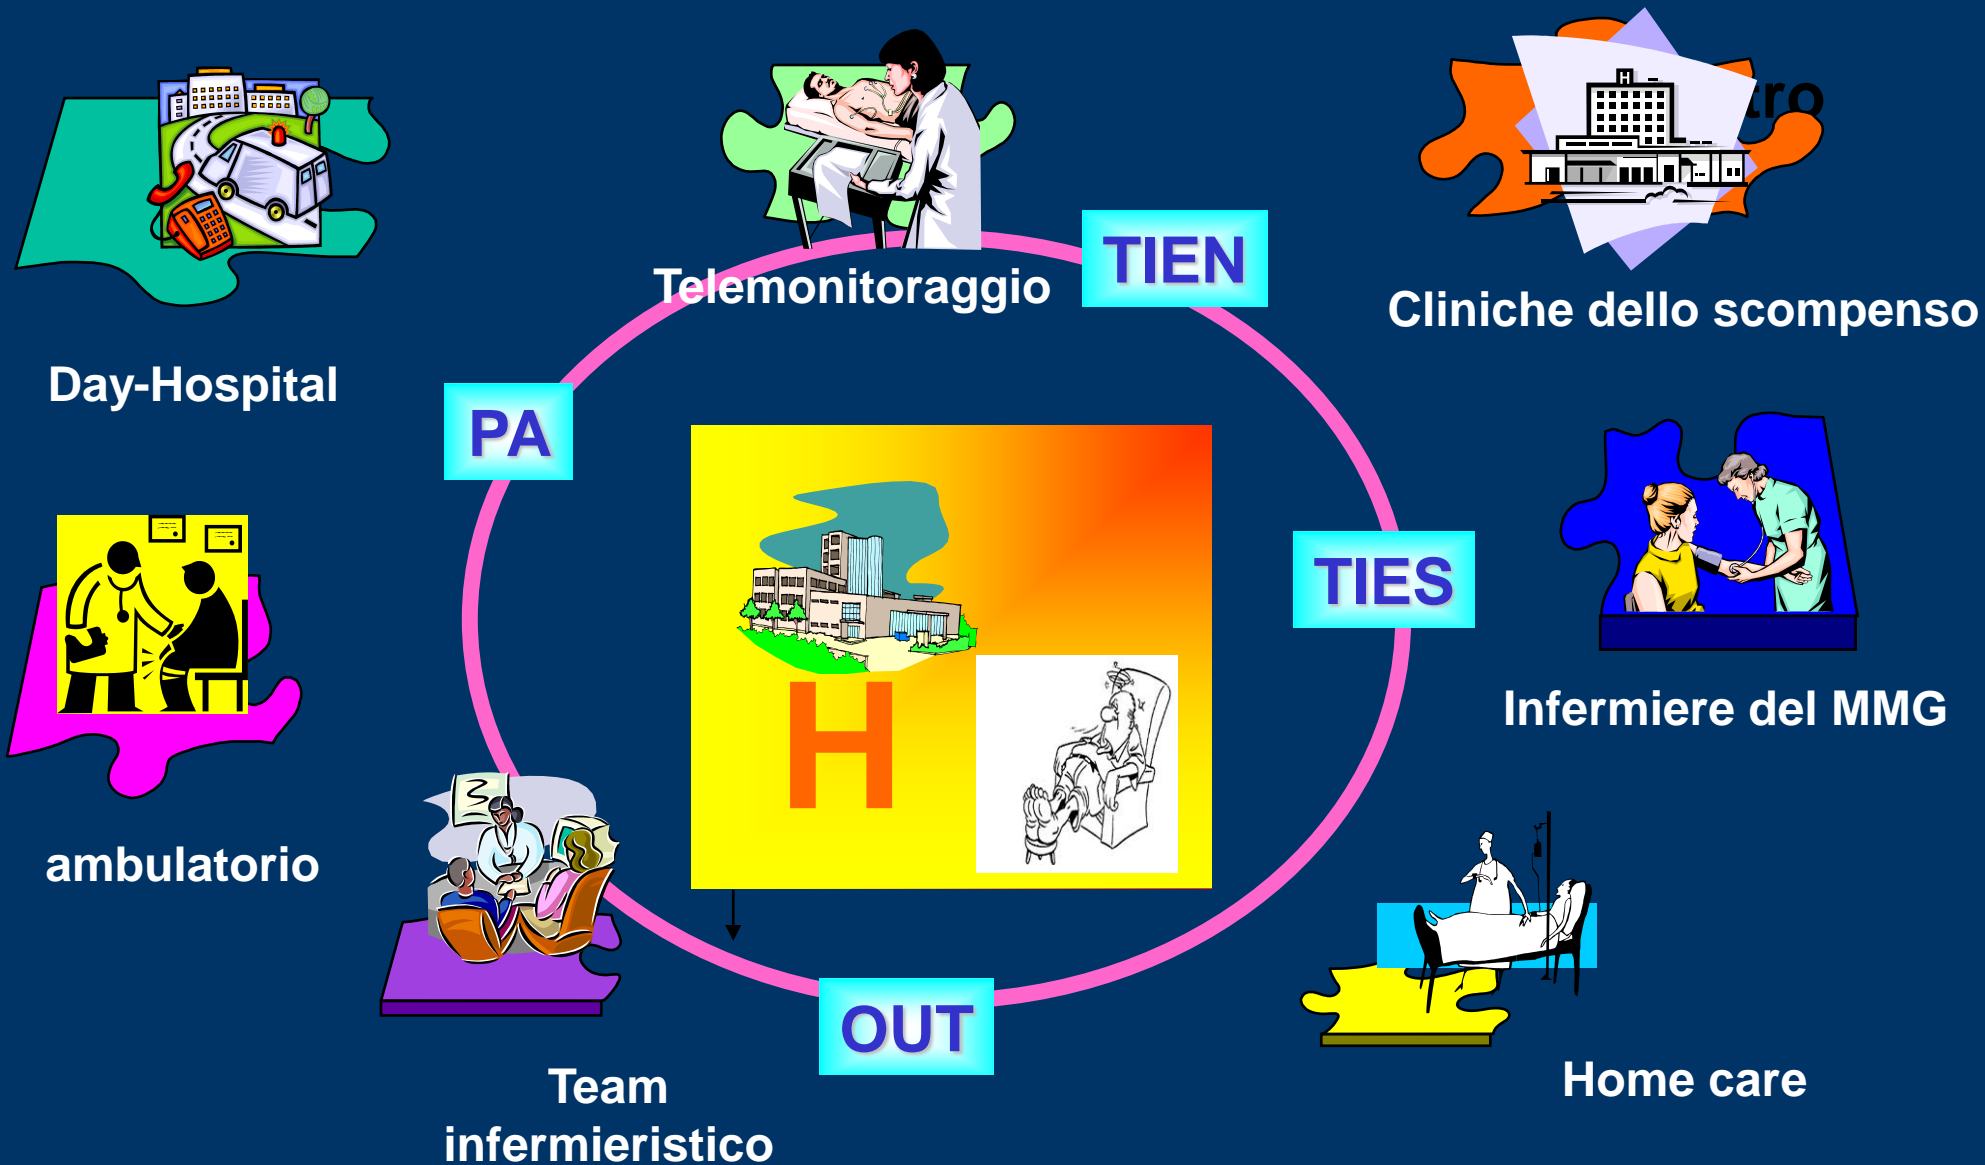 TIEN
Telemonitoraggio
Cliniche dello scompenso
Day-Hospital
PA
TIES
H
Infermiere del MMG
ambulatorio
OUT
Home care
Team
infermieristico